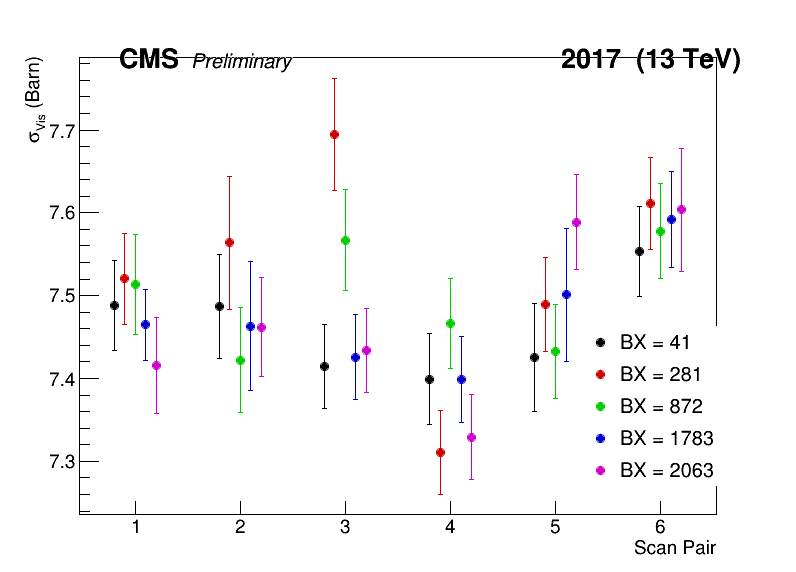 CMS Preliminary 2017 (13 TeV)
σVis (Barn)
7.7
7.6
7.5
7.4
7.3
BX = 41
BX = 281
BX = 872
BX = 1783
BX = 2063
1 2 3 4 5 6
Scan Pair